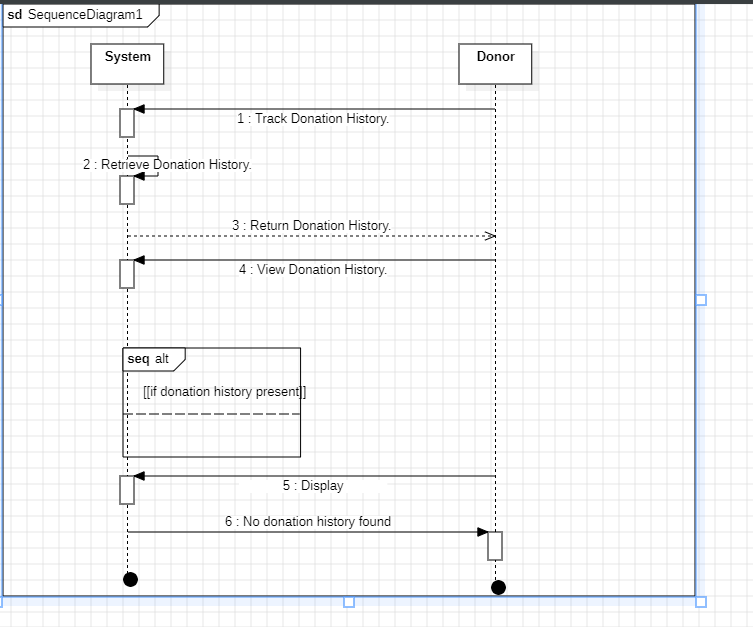 sd SequenceDiagram1
System
Donor
1 : Track Donation History.
2 : Retrieve Donation History.
3 : Return Donation History.
4 : View Donation History.
seq alt
[[if donation history present]]
5 : Display
6 : No donation history found